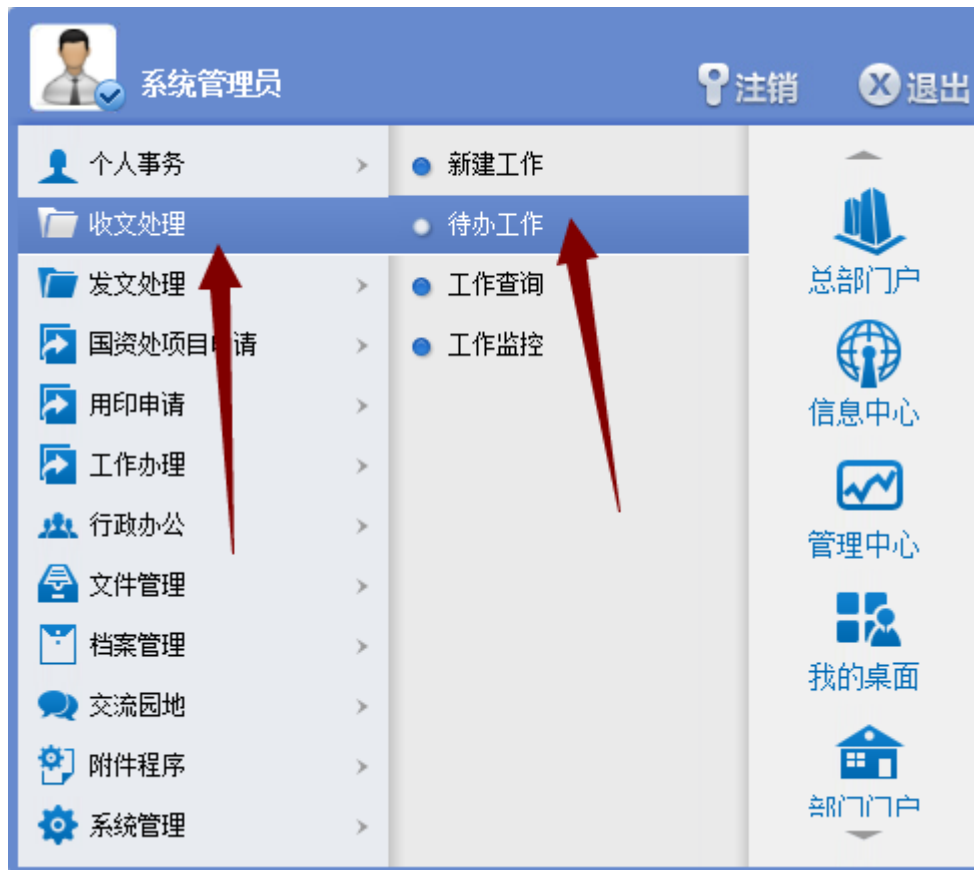 系统管理员
注销
退出
个人事务
收文处理
发文处理
国资处项目申请
用印申请
工作办理
行政办公
文件管理
档案管理
交流园地
附件程序
系统管理
新建工作
待办工作
工作查询
工作监控
总部门户
信息中心
管理中心
我的桌面
部门门户